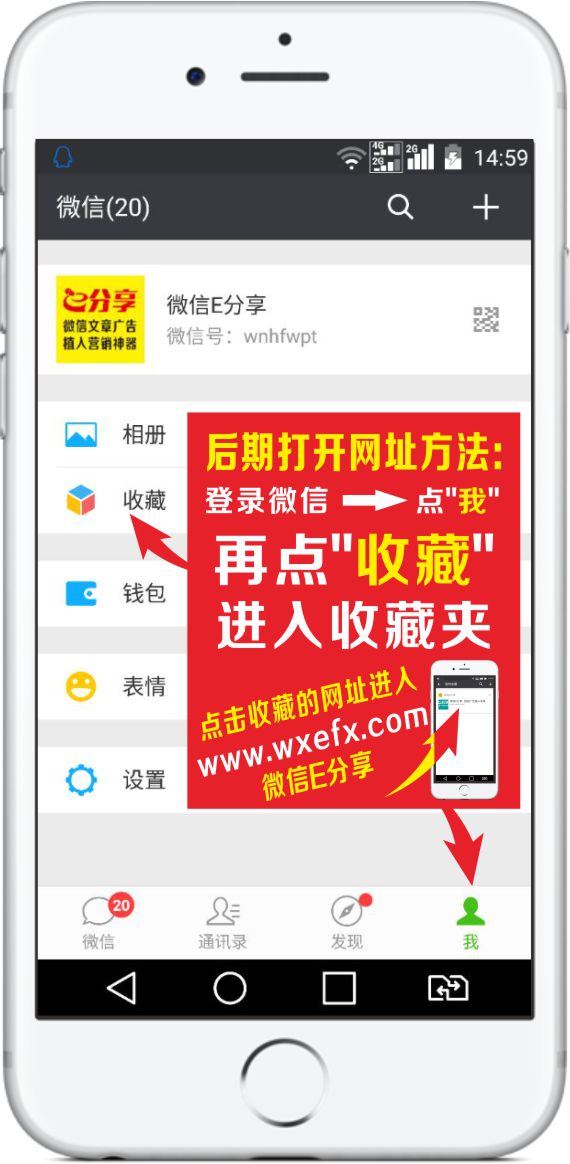 4G
2G
2G
14:59
微信(20)
e分享
微信文章广告
植入营销神器
微信E分享
微信号：wnhfwpt
相册
收藏
钱包
表情
设置
后期打开网址方法:
登录微信 点"我"
再点"收藏"
进入收藏夹
点击收藏的网址进入
www.wxefx.com
微信E分享
20
微信
通讯录
发现
我